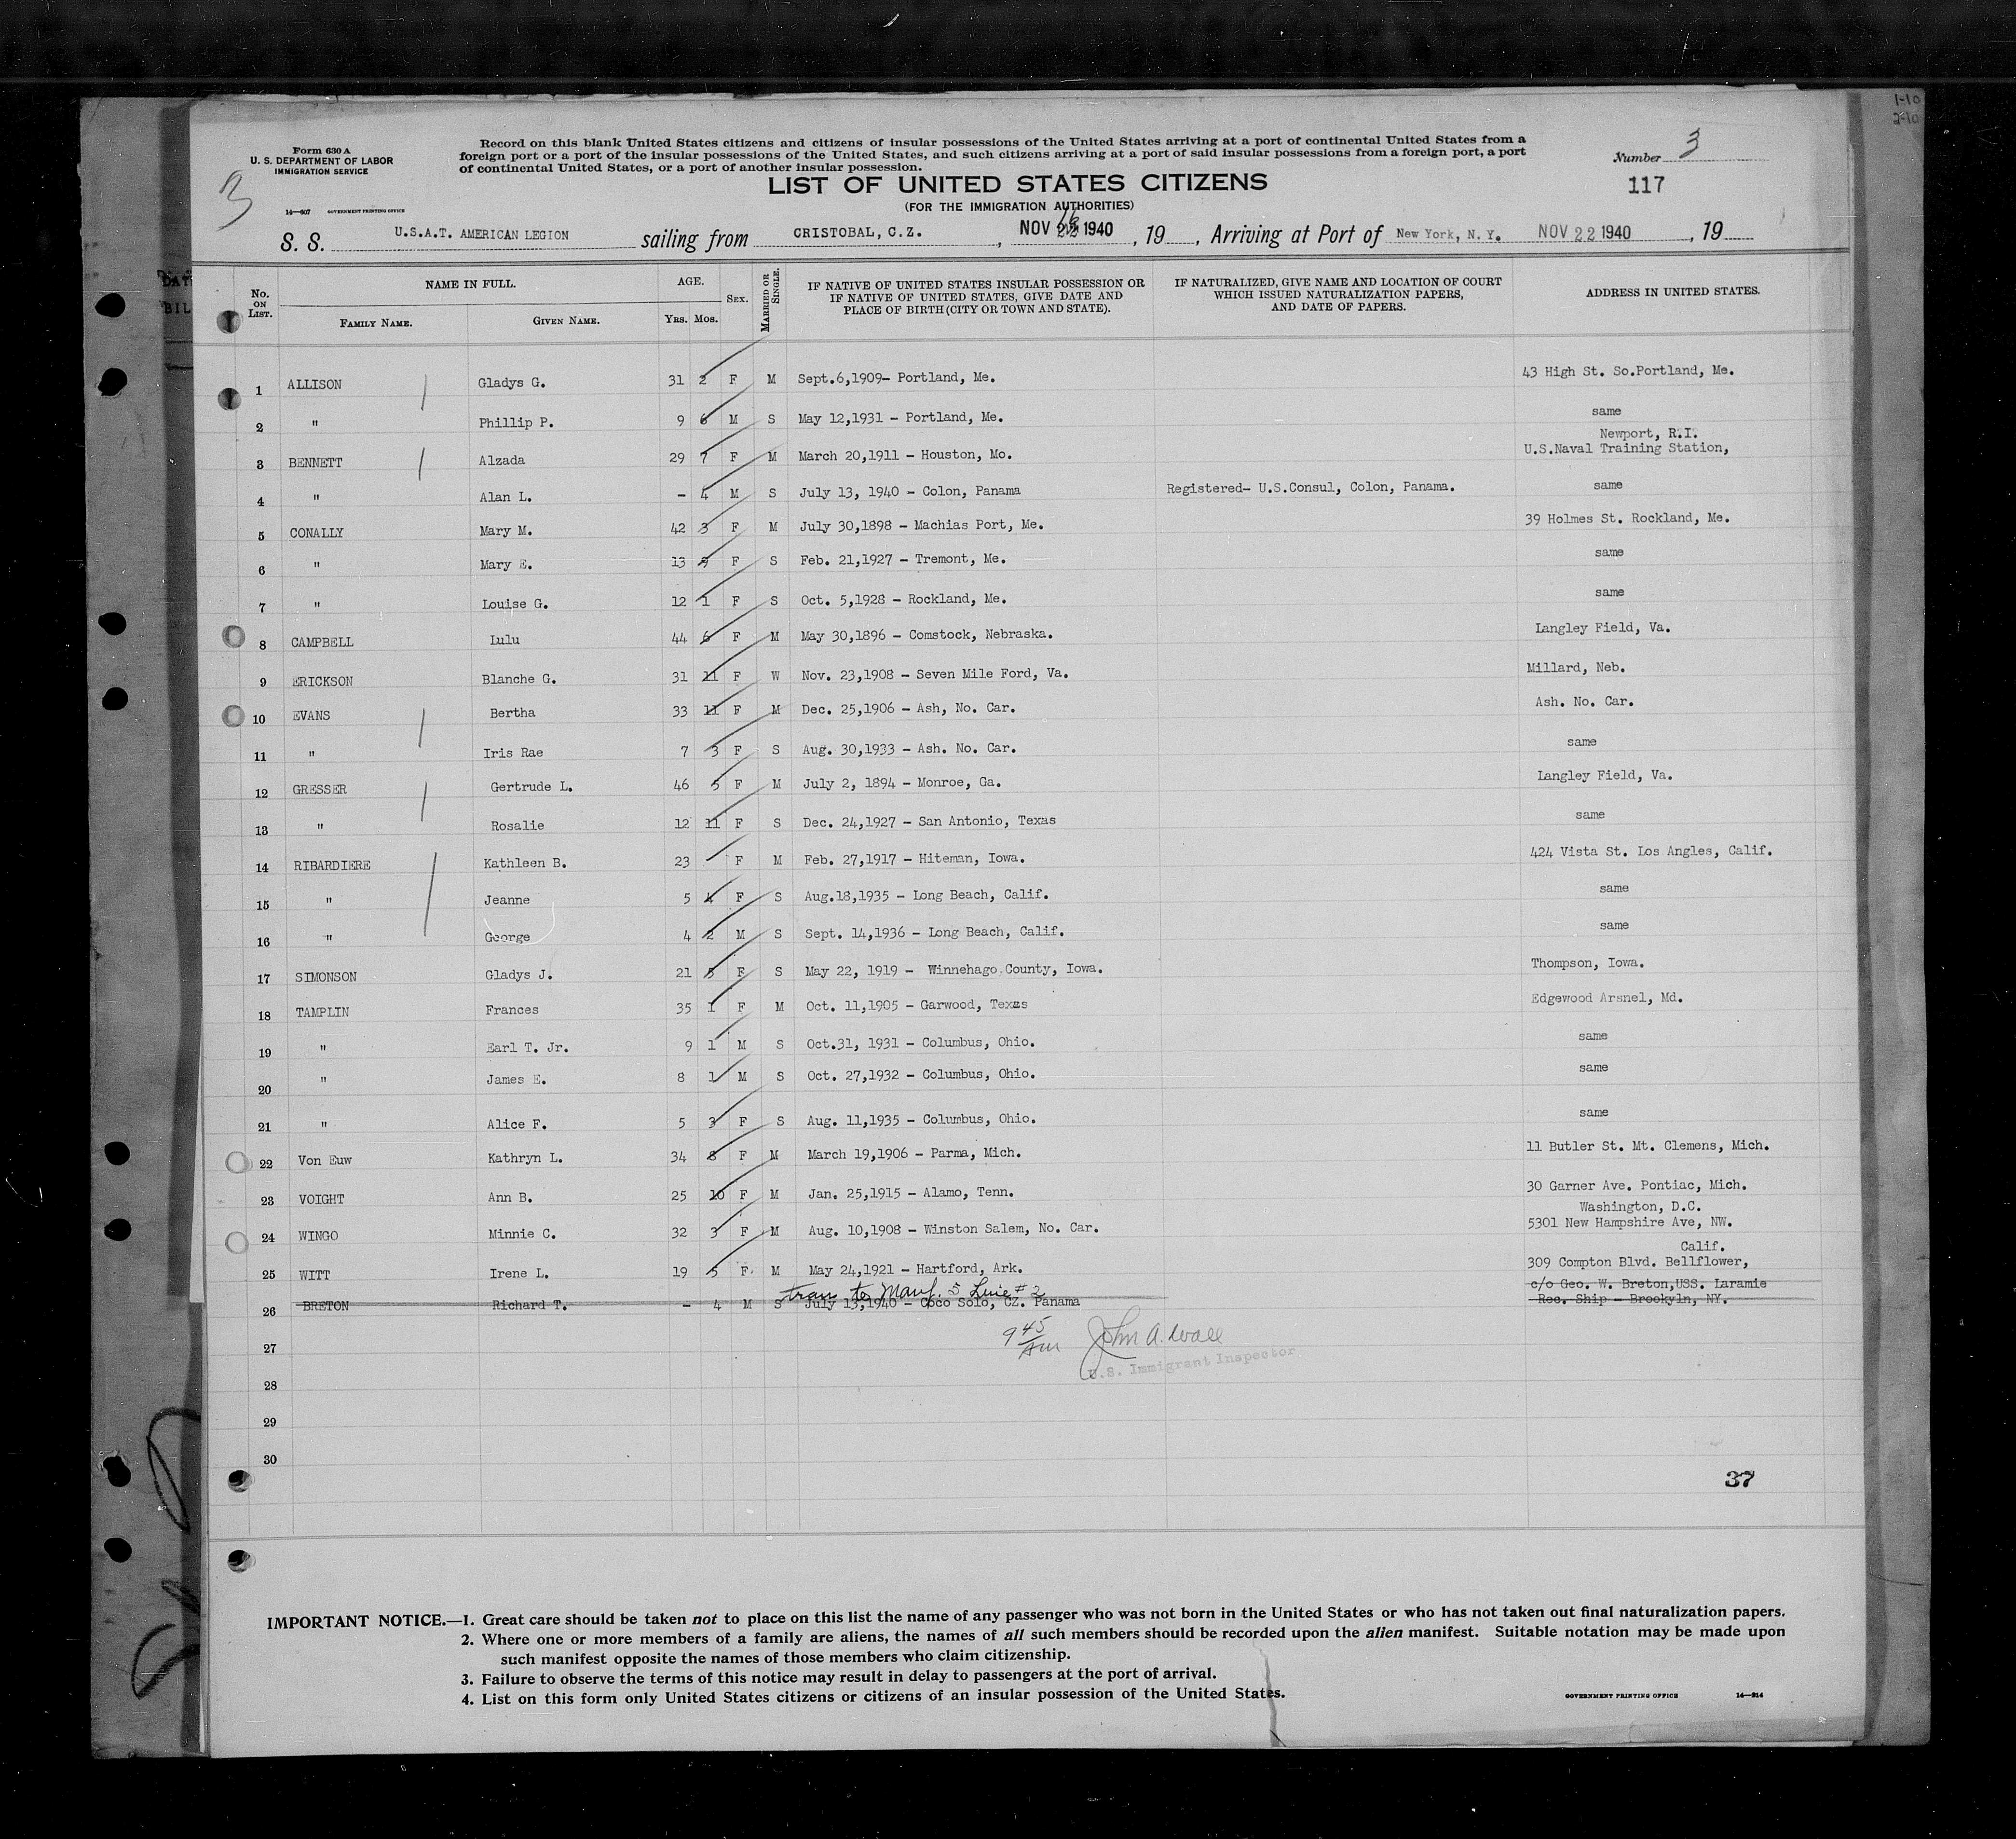 1-10
2-10
Form 630 A
U. S. DEPARTMENT OF LABOR
IMMIGRATION SERVICE
3
14—607 GOVERNMENT PRINTING OFFICE
Record on this blank United States citizens and citizens of insular possessions of the United States arriving at a port of continental United States from a
foreign port or a port of the insular possessions of the United States, and such citizens arriving at a port of said insular possessions from a foreign port, a port
of continental United States, or a port of another insular possession.
Number 3
117
LIST OF UNITED STATES CITIZENS
(FOR THE IMMIGRATION AUTHORITIES)
S. S. U.S.A.T. AMERICAN LEGION sailing from CRISTOBAL, C.Z. , NOV 16 1940 , 19 , Arriving at Port of New York, N. Y. NOV 22 1940 , 19
No. ON LIST. NAME IN FULL. AGE. SEX. MARRIED OR SINGLE. IF NATIVE OF UNITED STATES INSULAR POSSESSION OR IF NATIVE OF UNITED STATES, GIVE DATE AND PLACE OF BIRTH (CITY OR TOWN AND STATE). IF NATURALIZED, GIVE NAME AND LOCATION OF COURT WHICH ISSUED NATURALIZATION PAPERS, AND DATE OF PAPERS. ADDRESS IN UNITED STATES.
FAMILY NAME. GIVEN NAME. YRS. MOS.
1 ALLISON Gladys G. 31 2 F M Sept.6,1909- Portland, Me. 43 High St. So.Portland, Me.
2 " Phillip P. 9 6 M S May 12,1931 - Portland, Me. same
Newport, R.I.
3 BENNETT Alzada 29 7 F M March 20,1911 - Houston, Mo. U.S.Naval Training Station,
4 " Alan L. - 4 M S July 13, 1940 - Colon, Panama Registered- U.S.Consul, Colon, Panama. same
5 CONALLY Mary M. 42 3 F M July 30,1898 - Machias Port, Me. 39 Holmes St. Rockland, Me.
6 " Mary E. 13 9 F S Feb. 21,1927 - Tremont, Me. same
7 " Louise G. 12 1 F S Oct. 5,1928 - Rockland, Me. same
8 CAMPBELL Lulu 44 6 F M May 30,1896 - Comstock, Nebraska. Langley Field, Va.
9 ERICKSON Blanche G. 31 11 F W Nov. 23,1908 - Seven Mile Ford, Va. Millard, Neb.
10 EVANS Bertha 33 11 F M Dec. 25,1906 - Ash, No. Car. Ash. No. Car.
11 " Iris Rae 7 3 F S Aug. 30,1933 - Ash. No. Car. same
12 GRESSER Gertrude L. 46 5 F M July 2, 1894 - Monroe, Ga. Langley Field, Va.
13 " Rosalie 12 11 F S Dec. 24,1927 - San Antonio, Texas same
14 RIBARDIERE Kathleen B. 23 F M Feb. 27,1917 - Hiteman, Iowa. 424 Vista St. Los Angles, Calif.
15 " Jeanne 5 4 F S Aug.18,1935 - Long Beach, Calif. same
16 " George 4 2 M S Sept. 14,1936 - Long Beach, Calif. same
17 SIMONSON Gladys J. 21 5 F S May 22, 1919 - Winnehago County, Iowa. Thompson, Iowa.
18 TAMPLIN Frances 35 1 F M Oct. 11,1905 - Garwood, Texas Edgewood Arsnel, Md.
19 " Earl T. Jr. 9 1 M S Oct.31, 1931 - Columbus, Ohio. same
20 " James E. 8 1 M S Oct. 27,1932 - Columbus, Ohio. same
21 " Alice F. 5 3 F S Aug. 11,1935 - Columbus, Ohio. same
22 Von Euw Kathryn L. 34 8 F M March 19,1906 - Parma, Mich. 11 Butler St. Mt. Clemens, Mich.
23 VOIGHT Ann B. 25 10 F M Jan. 25,1915 - Alamo, Tenn. 30 Garner Ave. Pontiac, Mich.
Washington, D.C.
24 WINGO Minnie C. 32 3 F M Aug. 10,1908 - Winston Salem, No. Car. 5301 New Hampshire Ave, NW.
Calif.
25 WITT Irene L. 19 5 F. M May 24,1921 - Hartford, Ark. 309 Compton Blvd. Bellflower,
trans to Manf. 5 Line # 2 c/o Geo. W. Breton,USS. Laramie
26 BRETON Richard T. - 4 M S July 13,1940 - Coco Solo, CZ. Panama Rec. Ship - Brookyln, NY.
27 9 45 AM John A. Wall
U.S. Immigrant Inspector
28
29
30
37
IMPORTANT NOTICE.—1. Great care should be taken not to place on this list the name of any passenger who was not born in the United States or who has not taken out final naturalization papers.
2. Where one or more members of a family are aliens, the names of all such members should be recorded upon the alien manifest. Suitable notation may be made upon
such manifest opposite the names of those members who claim citizenship.
3. Failure to observe the terms of this notice may result in delay to passengers at the port of arrival.
4. List on this form only United States citizens or citizens of an insular possession of the United States.
GOVERNMENT PRINTING OFFICE 14—214